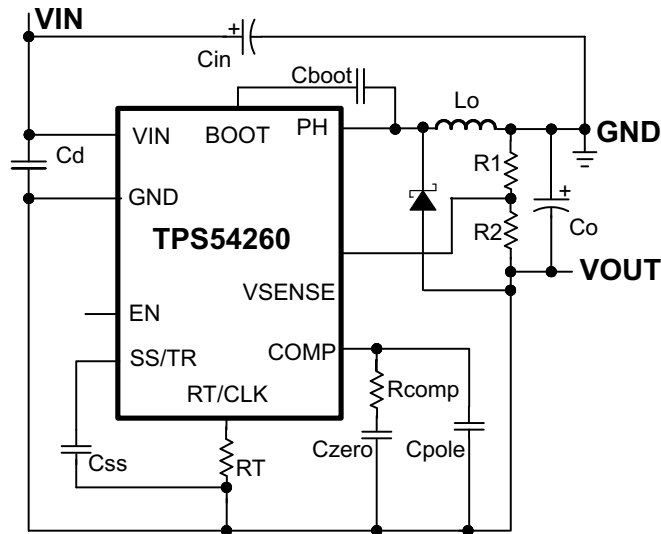 VIN
+
Cin
Cboot
Lo
VIN
BOOT
PH
GND
Cd
R1
+
GND
TPS54260
R2
Co
VOUT
VSENSE
EN
COMP
SS/TR
RT/CLK
Rcomp
Css
RT
Czero
Cpole